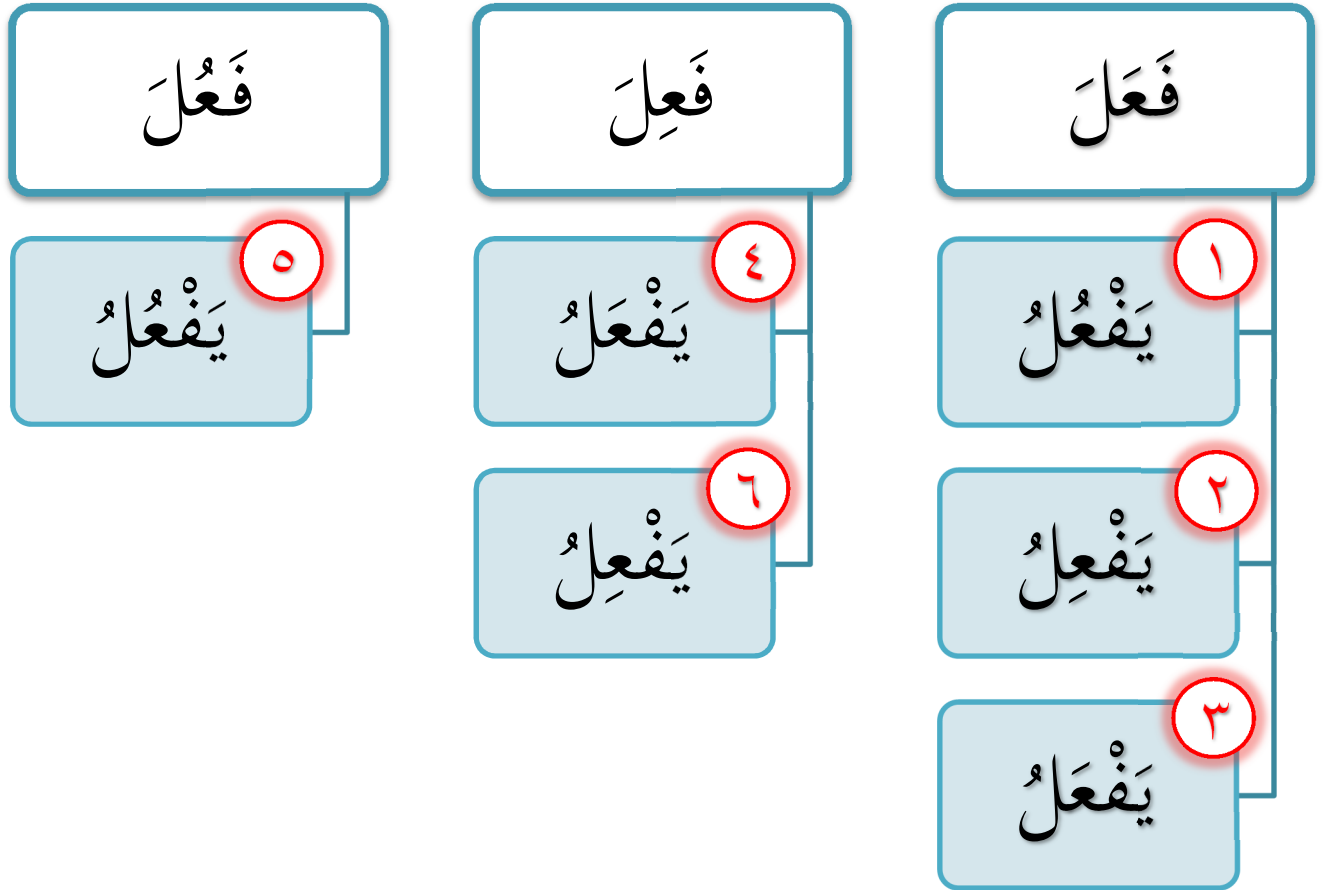 فَعَلَ
١
يَفْعُلُ
٢
يَفْعِلُ
٣
يَفْعَلُ
فَعِلَ
٤
يَفْعَلُ
٦
يَفْعِلُ
فَعُلَ
٥
يَفْعُلُ